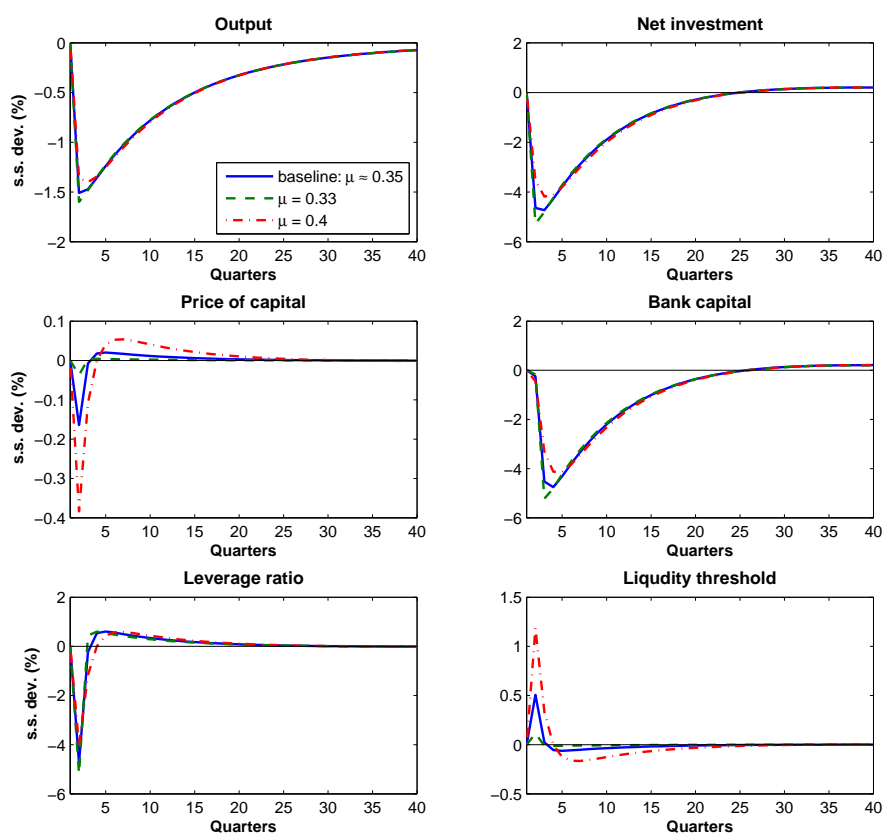 Output
0
−0.5
−1
−1.5
−2
s.s. dev. (%)
baseline: μ ≈ 0.35
μ = 0.33
μ = 0.4
5 10 15 20 25 30 35 40
Quarters
Net investment
2
0
−2
−4
−6
5 10 15 20 25 30 35 40
Quarters
Price of capital
0.1
0
−0.1
−0.2
−0.3
−0.4
s.s. dev. (%)
5 10 15 20 25 30 35 40
Quarters
Bank capital
2
0
−2
−4
−6
5 10 15 20 25 30 35 40
Quarters
Leverage ratio
2
0
−2
−4
−6
s.s. dev. (%)
5 10 15 20 25 30 35 40
Quarters
Liqudity threshold
1.5
1
0.5
0
−0.5
5 10 15 20 25 30 35 40
Quarters